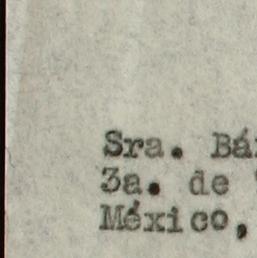 Sra. Bá
3a. de
México,